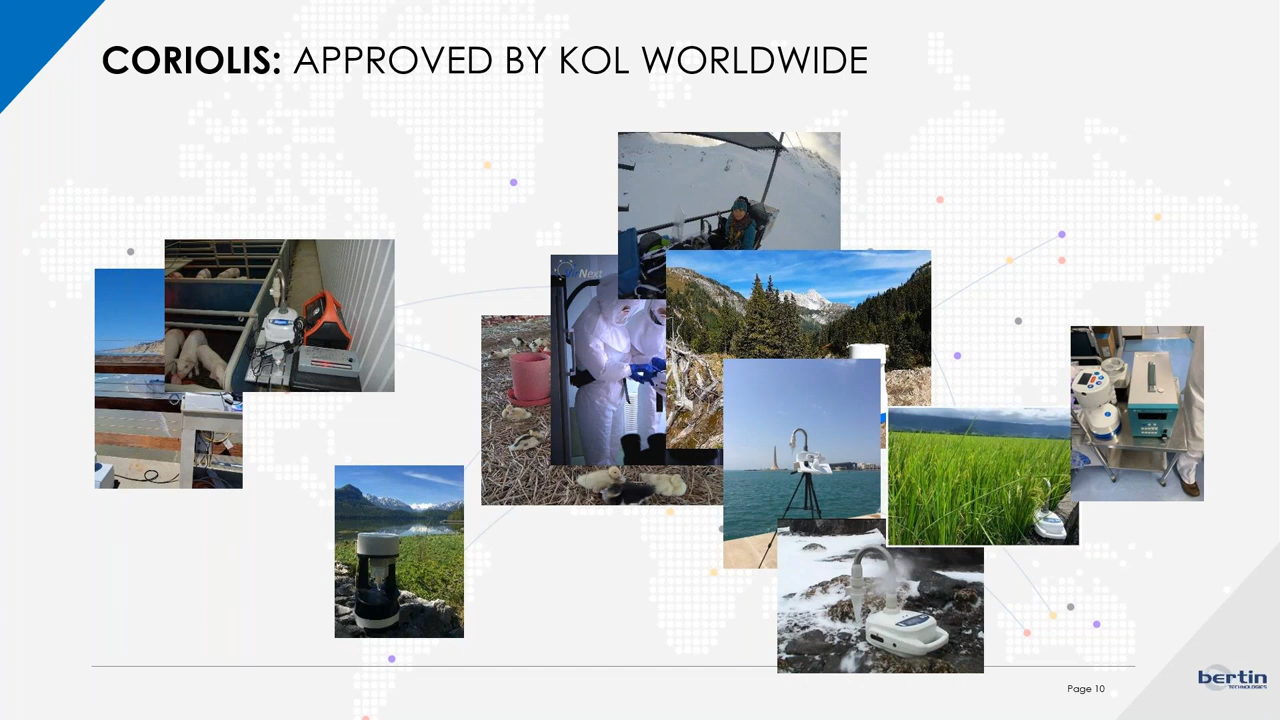 CORIOLIS: APPROVED BY KOL WORLDWIDE
Next
Page 10
bertin
TECHNOLOGIES